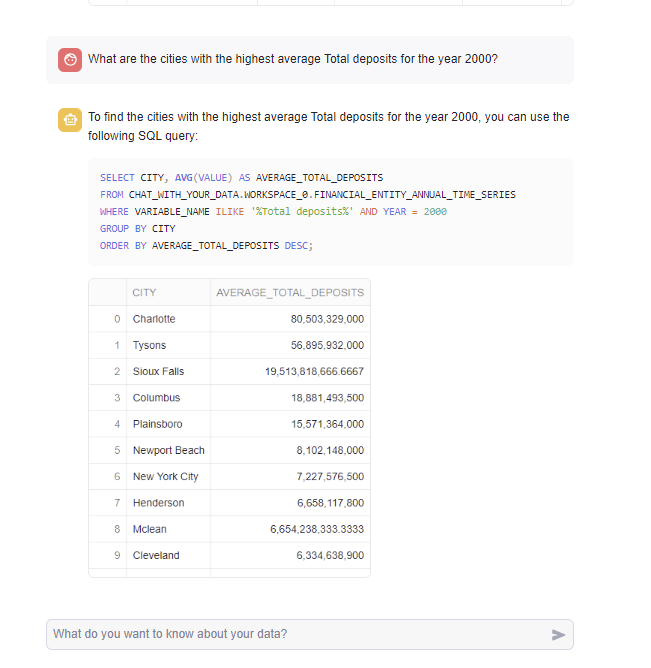 What are the cities with the highest average Total deposits for the year 2000?
To find the cities with the highest average Total deposits for the year 2000, you can use the
following SQL query:
SELECT CITY, AVG(VALUE) AS AVERAGE_TOTAL_DEPOSITS
FROM CHAT_WITH_YOUR_DATA.WORKSPACE_0.FINANCIAL_ENTITY_ANNUAL_TIME_SERIES
WHERE VARIABLE_NAME ILIKE '%Total deposits%' AND YEAR = 2000
GROUP BY CITY
ORDER BY AVERAGE_TOTAL_DEPOSITS DESC;
CITY AVERAGE_TOTAL_DEPOSITS
0 Charlotte 80,503,329,000
1 Tysons 56,895,932,000
2 Sioux Falls 19,513,818,666.6667
3 Columbus 18,881,493,500
4 Plainsboro 15,571,364,000
5 Newport Beach 8,102,148,000
6 New York City 7,227,576,500
7 Henderson 6,658,117,800
8 Mclean 6,654,238,333.3333
9 Cleveland 6,334,638,900
What do you want to know about your data?